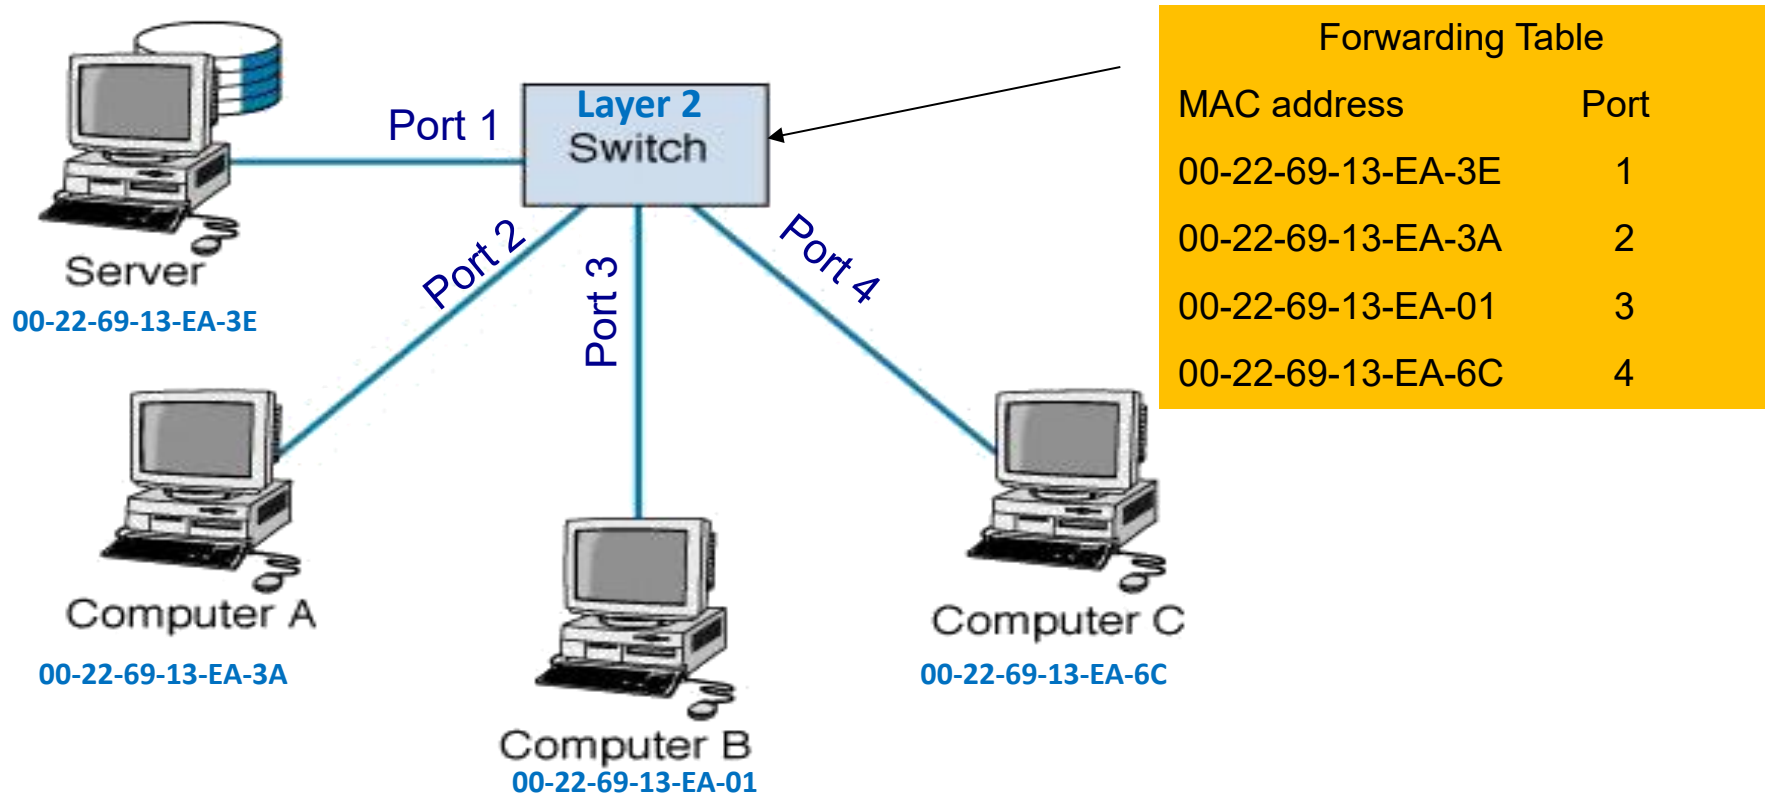 Port 1
Layer 2
Switch
Server
00-22-69-13-EA-3E
Port 2
Port 3
Port 4
Computer A
00-22-69-13-EA-3A
Computer B
00-22-69-13-EA-01
Computer C
00-22-69-13-EA-6C
Forwarding Table
MAC address Port
00-22-69-13-EA-3E 1
00-22-69-13-EA-3A 2
00-22-69-13-EA-01 3
00-22-69-13-EA-6C 4